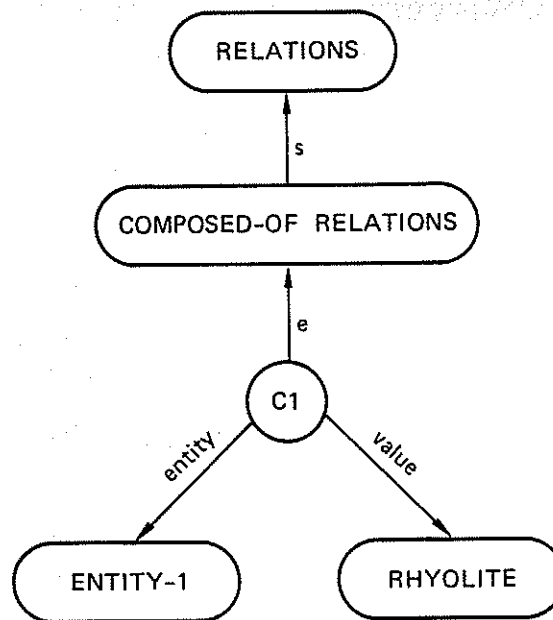 RELATIONS
s
COMPOSED-OF RELATIONS
e
C1
entity
value
ENTITY-1
RHYOLITE